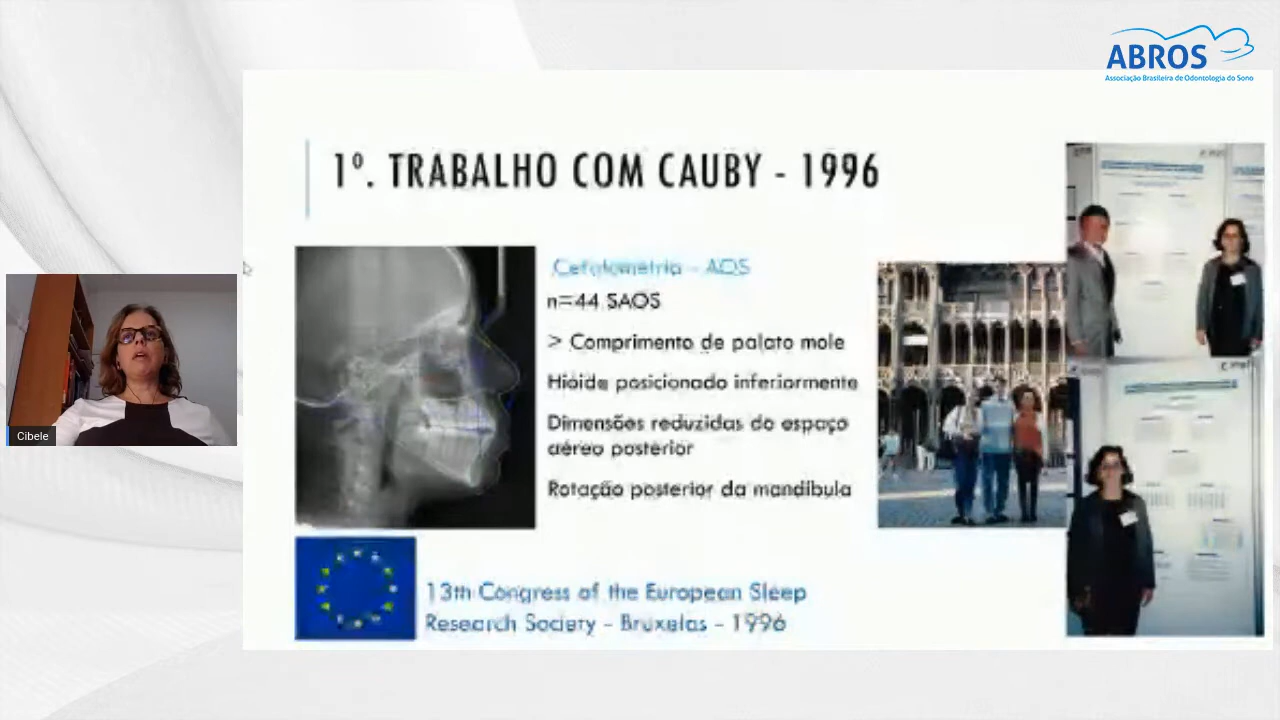 ABROS
Associação Brasileira de Odontologia do Sono
1º. TRABALHO COM CAUBY - 1996
Cefalometria - AOS
n=44 SAOS
> Comprimento de palato mole
Hióide posicionado inferiormente
Dimensões reduzidas do espaço
aéreo posterior
Rotação posterior da mandíbula
13th Congress of the European Sleep
Research Society - Bruxelas - 1996
Cibele